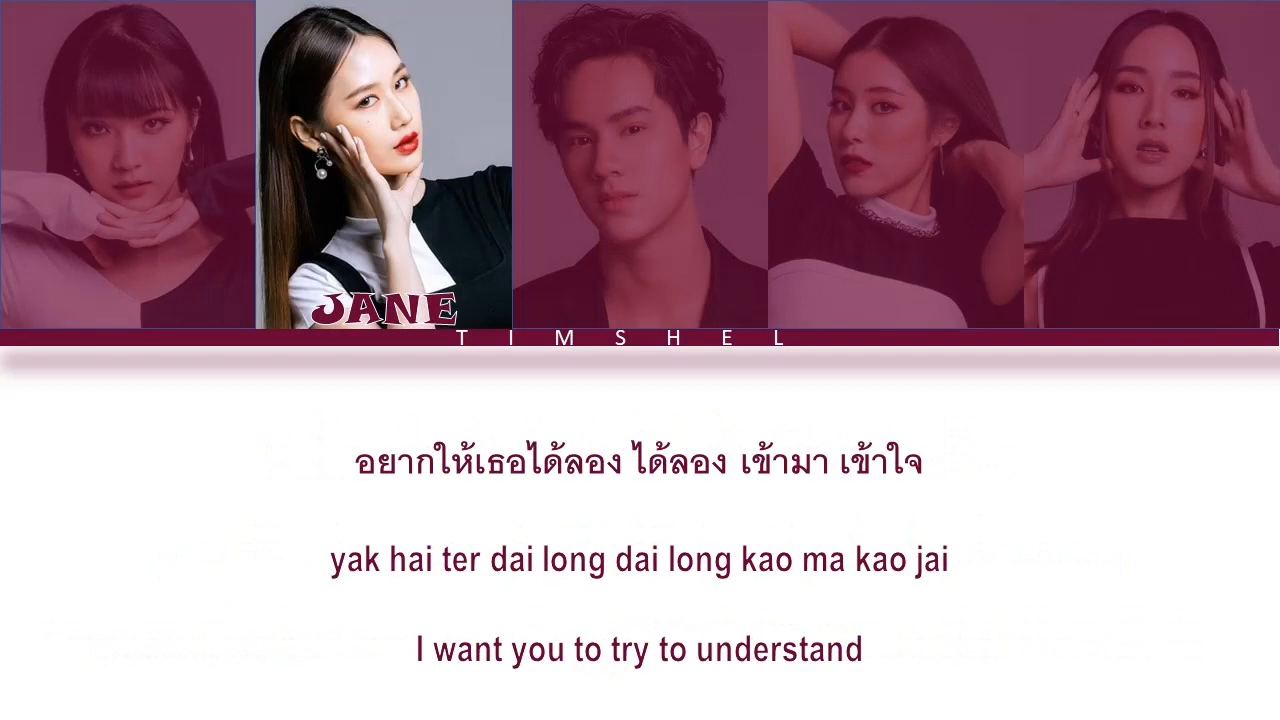 JANE
TIMSHEL
อยากให้เธอได้ลอง ได้ลอง เข้ามา เข้าใจ
yak hai ter dai long dai long kao ma kao jai
I want you to try to understand